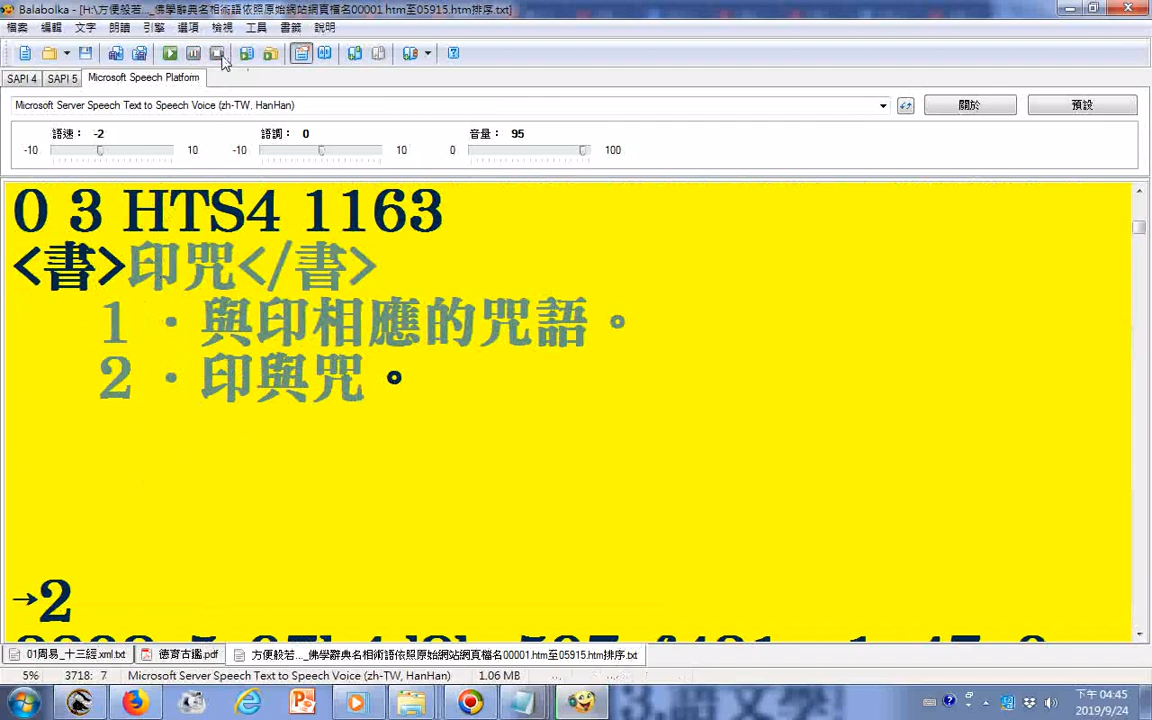 Balabolka - [H:\方便般若..._佛學辭典名相術語依照原始網站網頁檔名00001.htm至05915.htm排序.txt]
檔案 編輯 文字 朗讀 引擎 選項 檢視 工具 書籤 說明
SAPI 4 SAPI 5 Microsoft Speech Platform
Microsoft Server Speech Text to Speech Voice (zh-TW, HanHan) 關於 預設
語速： -2 語調： 0 音量： 95
-10 10 -10 10 0 100
0 3 HTS4 1163
<書>印咒</書>
1．與印相應的咒語。
2．印與咒。
→2
01周易_十三經.xml.txt 德育古鑑.pdf 方便般若..._佛學辭典名相術語依照原始網站網頁檔名00001.htm至05915.htm排序.txt
5% 3718: 7 Microsoft Server Speech Text to Speech Voice (zh-TW, HanHan) 1.06 MB
3.語文學!
下午 04:45
2019/9/24